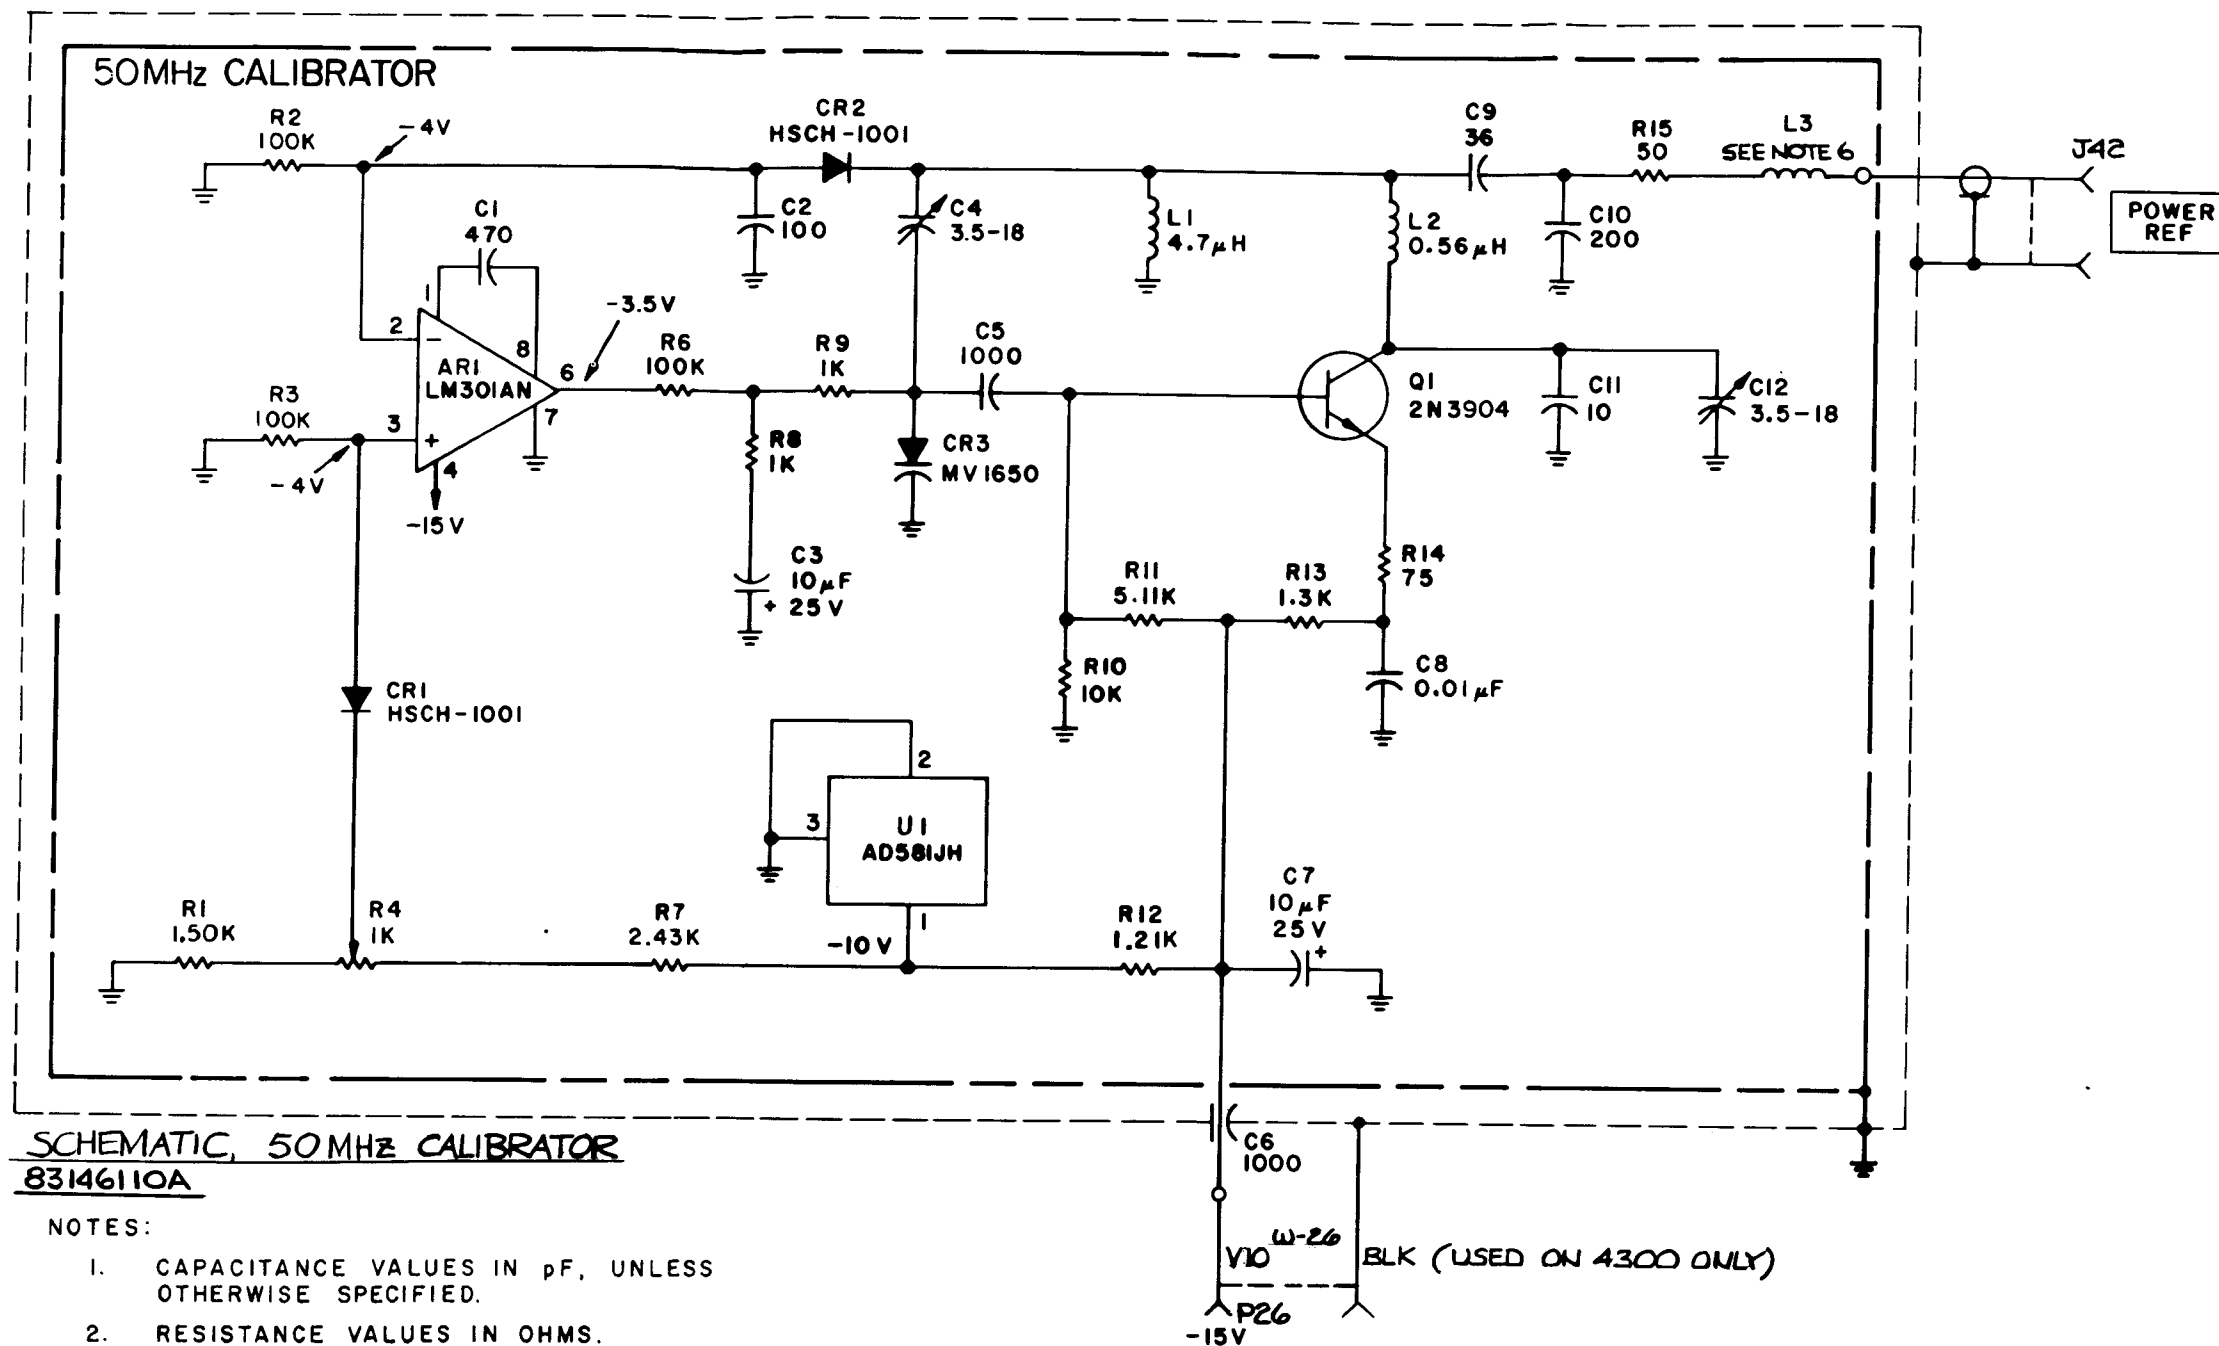 50MHz CALIBRATOR
R2
100K
-4V
CR2
HSCH-1001
C9
36
R15
50
L3
SEE NOTE 6
J42
POWER
REF
C1
470
C2
100
C4
3.5-18
L1
4.7µH
L2
0.56µH
C10
200
1
2
-
8
AR1
LM301AN
6
-3.5V
R6
100K
R9
1K
C5
1000
R3
100K
3
+
7
4
-4V
-15V
R8
1K
CR3
MV1650
Q1
2N3904
C11
10
C12
3.5-18
C3
10µF
+ 25V
R11
5.11K
R13
1.3K
R14
75
R10
10K
C8
0.01µF
CR1
HSCH-1001
2
3
U1
AD581JH
1
-10V
R1
1.50K
R4
1K
R7
2.43K
R12
1.21K
C7
10µF
25V
+
C6
1000
SCHEMATIC, 50MHz CALIBRATOR
83146110A
V10
W-26
BLK (USED ON 4300 ONLY)
P26
-15V
NOTES:
1. CAPACITANCE VALUES IN pF, UNLESS
OTHERWISE SPECIFIED.
2. RESISTANCE VALUES IN OHMS.